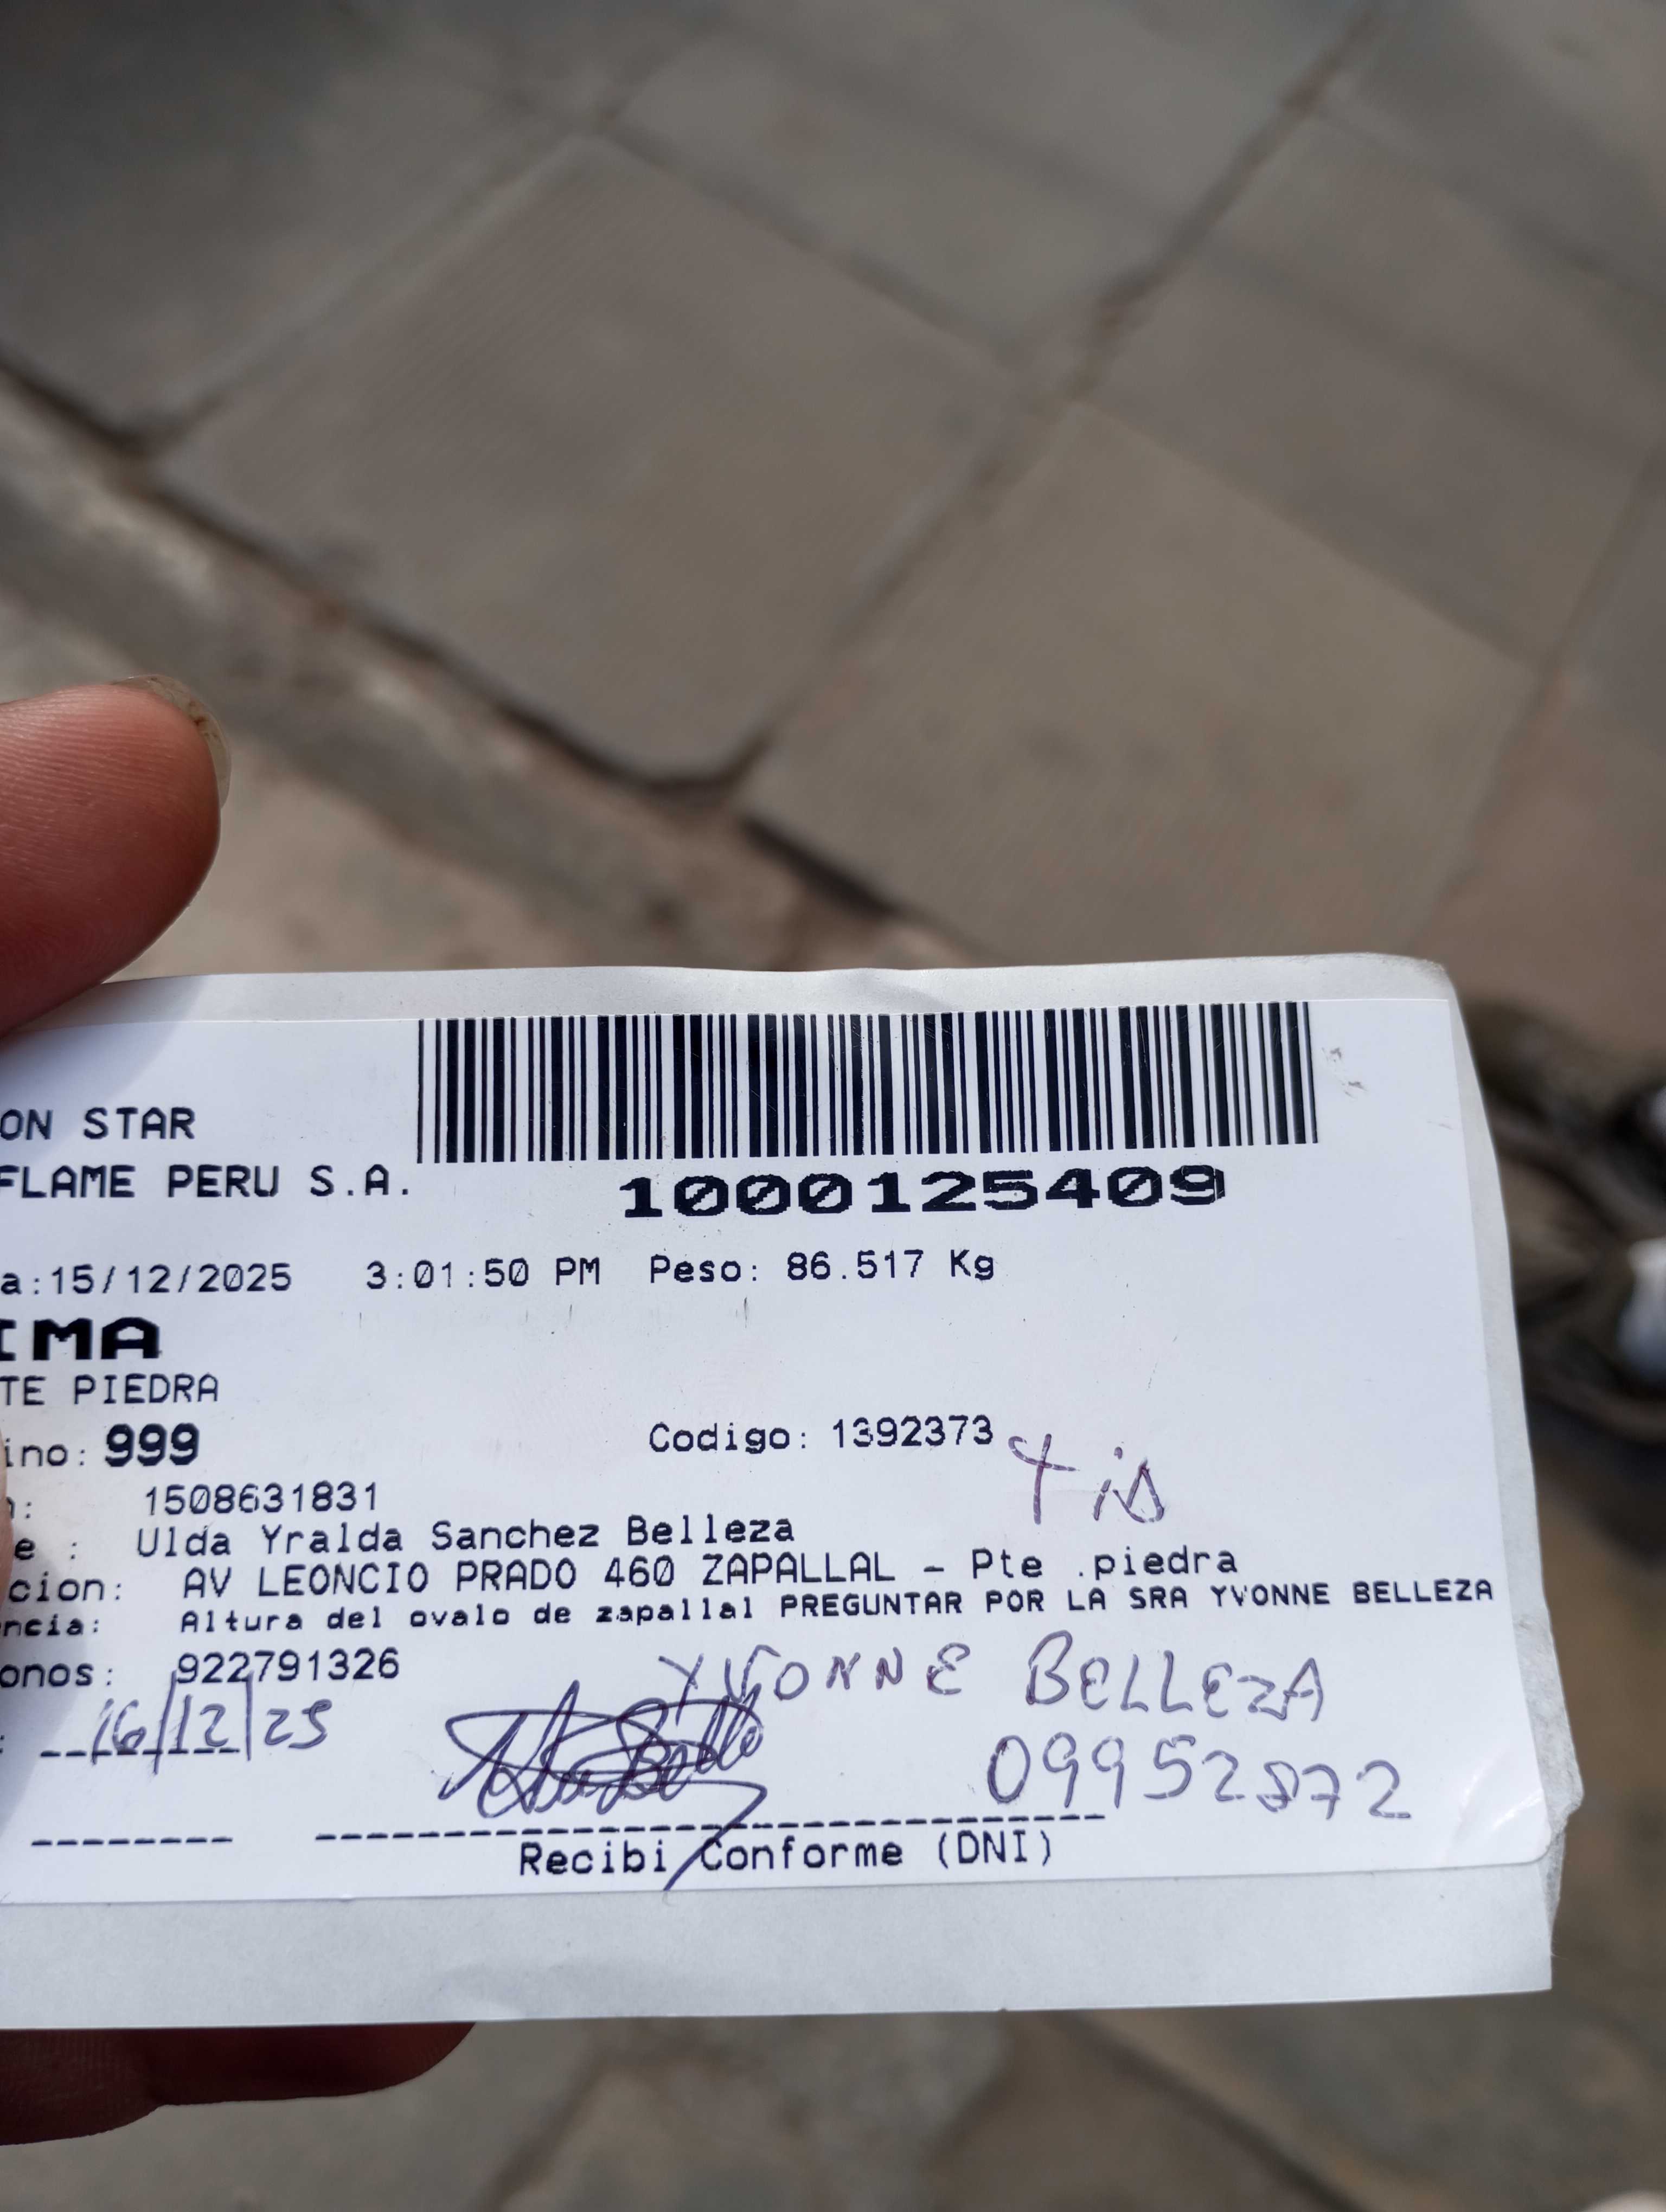 ON STAR
FLAME PERU S.A.
1000125409
a:15/12/2025 3:01:50 PM Peso: 86.517 Kg
IMA
TE PIEDRA
ino: 999 Codigo: 1392373
: 1508631831
e : Ulda Yralda Sanchez Belleza
cion: AV LEONCIO PRADO 460 ZAPALLAL - Pte .piedra
ncia: Altura del ovalo de zapallal PREGUNTAR POR LA SRA YVONNE BELLEZA
onos: 922791326
YVONNE BELLEZA
: 16/12/25
09952872
Recibi Conforme (DNI)